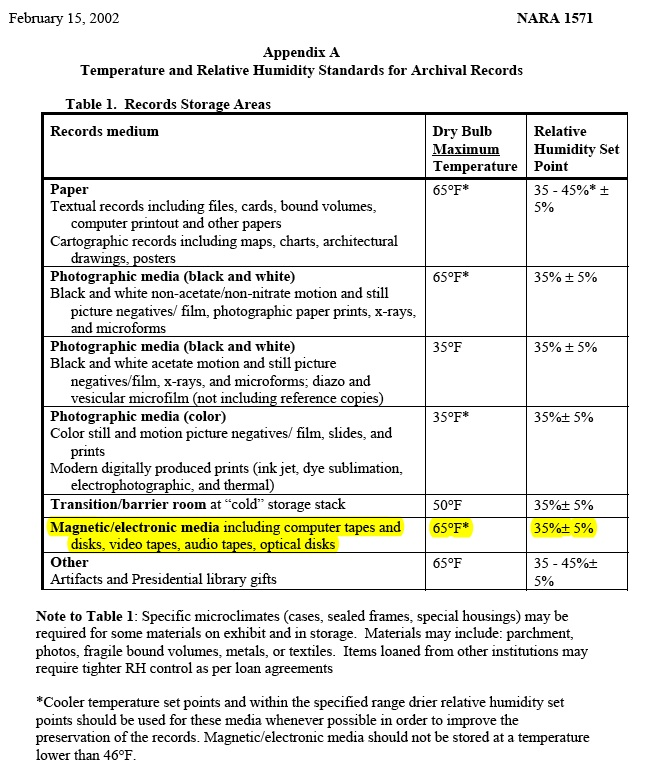 February 15, 2002 NARA 1571
Appendix A
Temperature and Relative Humidity Standards for Archival Records
Table 1. Records Storage Areas
Records medium
Dry Bulb
Maximum
Temperature
Relative
Humidity Set
Point
Paper
Textual records including files, cards, bound volumes,
computer printout and other papers
Cartographic records including maps, charts, architectural
drawings, posters
65°F*
35 - 45%* ±
5%
Photographic media (black and white)
Black and white non-acetate/non-nitrate motion and still
picture negatives/ film, photographic paper prints, x-rays,
and microforms
65°F*
35% ± 5%
Photographic media (black and white)
Black and white acetate motion and still picture
negatives/film, x-rays, and microforms; diazo and
vesicular microfilm (not including reference copies)
35°F
35% ± 5%
Photographic media (color)
Color still and motion picture negatives/ film, slides, and
prints
Modern digitally produced prints (ink jet, dye sublimation,
electrophotographic, and thermal)
35°F*
35%± 5%
Transition/barrier room at “cold” storage stack
50°F
35%± 5%
Magnetic/electronic media including computer tapes and
disks, video tapes, audio tapes, optical disks
65°F*
35%± 5%
Other
Artifacts and Presidential library gifts
65°F
35 - 45%±
5%
Note to Table 1: Specific microclimates (cases, sealed frames, special housings) may be
required for some materials on exhibit and in storage. Materials may include: parchment,
photos, fragile bound volumes, metals, or textiles. Items loaned from other institutions may
require tighter RH control as per loan agreements
*Cooler temperature set points and within the specified range drier relative humidity set
points should be used for these media whenever possible in order to improve the
preservation of the records. Magnetic/electronic media should not be stored at a temperature
lower than 46°F.